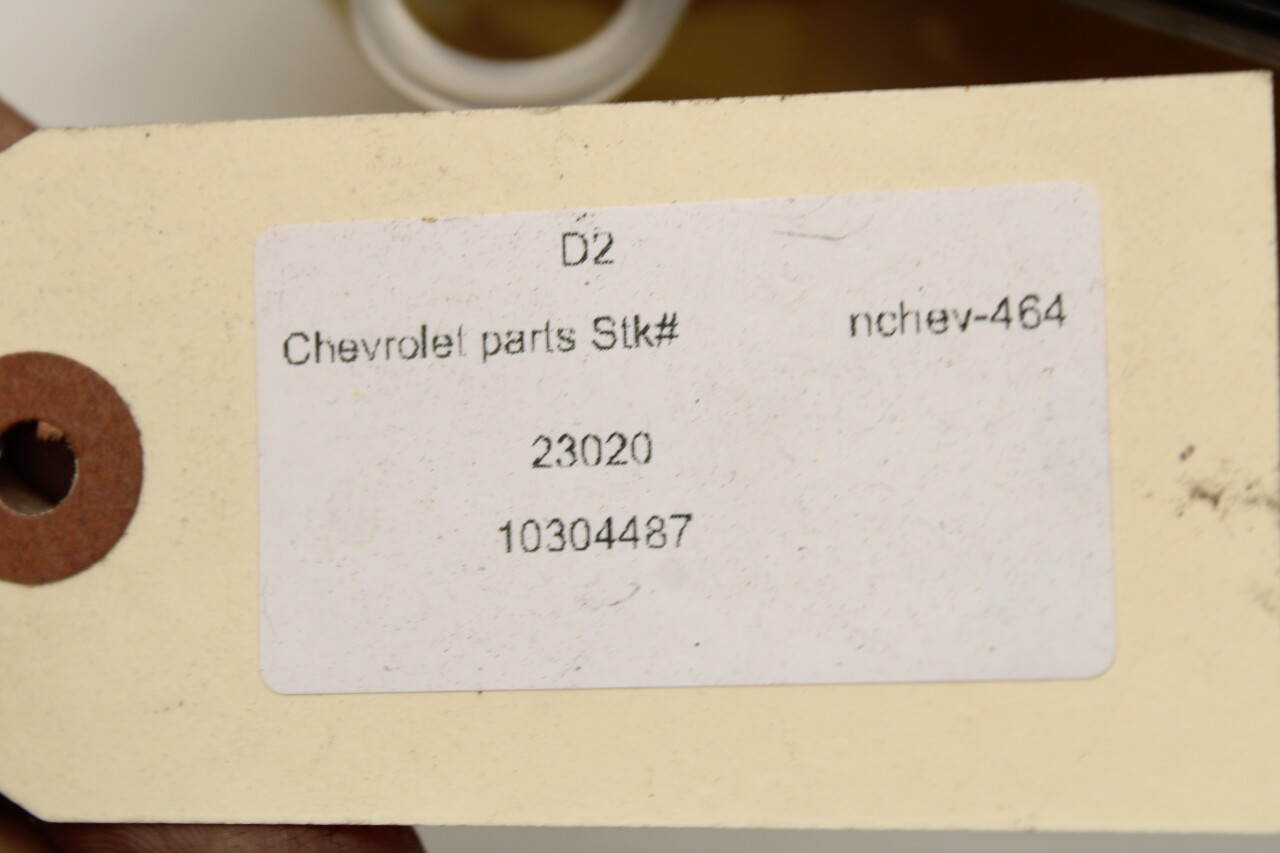 D2
Chevrolet parts Stk# nchev-464
23020
10304487